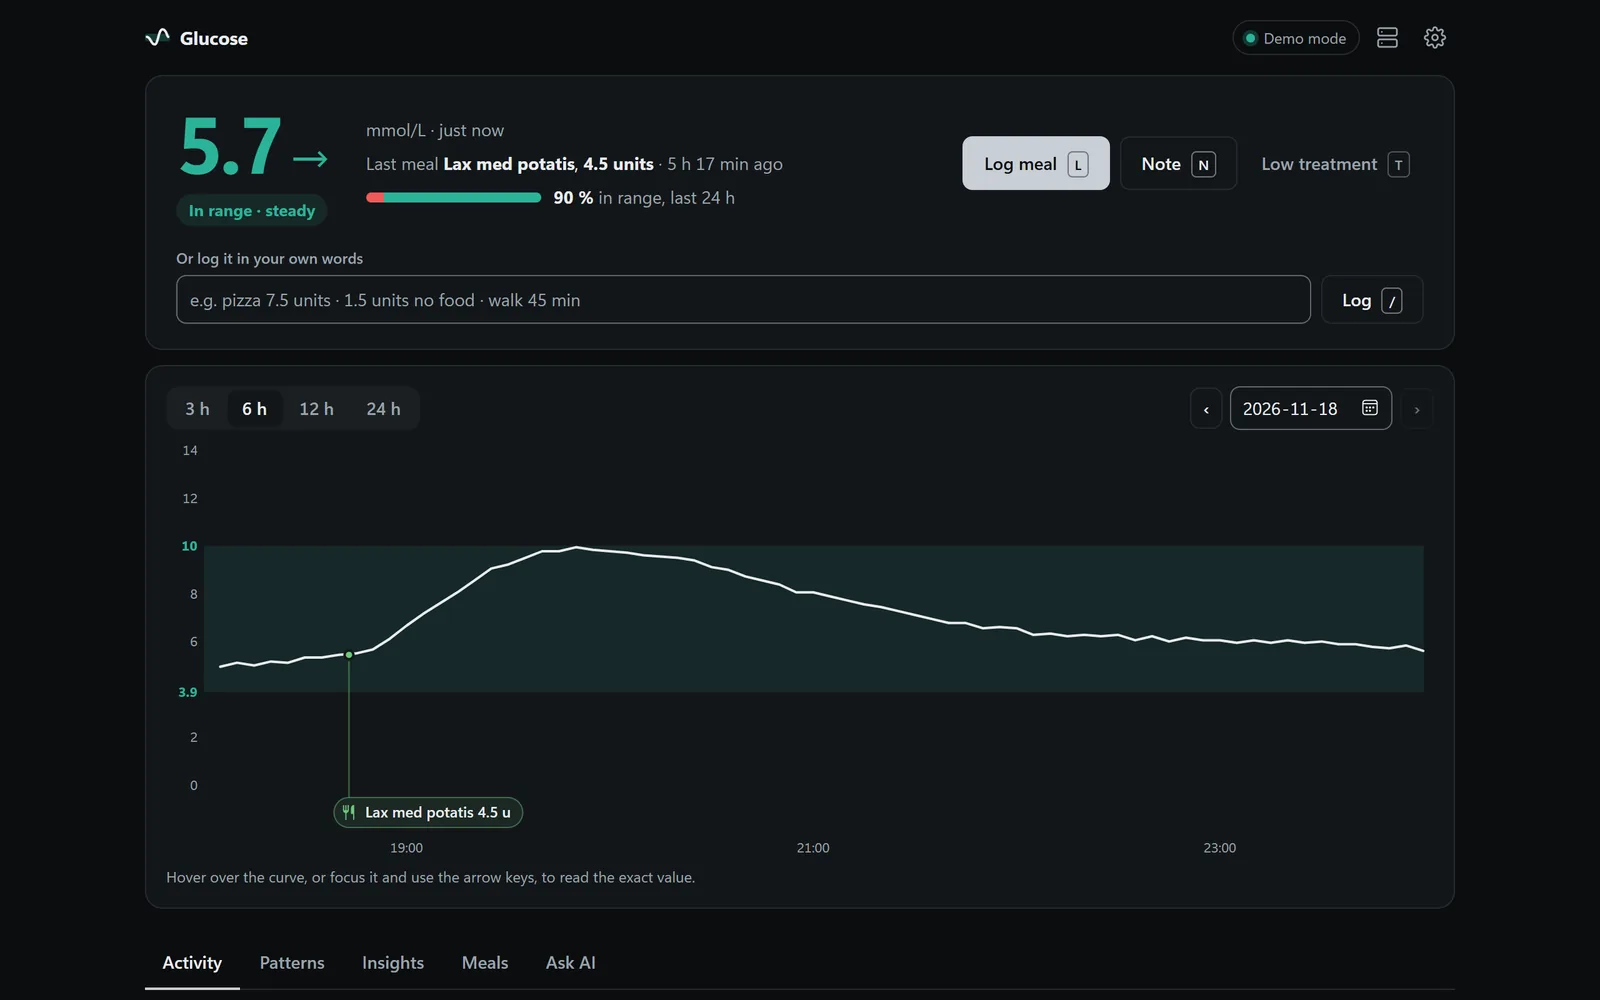 Glucose
Demo mode
5.7 →
In range · steady
mmol/L · just now
Last meal Lax med potatis, 4.5 units · 5 h 17 min ago
90 % in range, last 24 h
Log meal L
Note N
Low treatment T
Or log it in your own words
e.g. pizza 7.5 units · 1.5 units no food · walk 45 min
Log /
3 h 6 h 12 h 24 h
‹ 2026-11-18 ›
14
12
10
8
6
3.9
2
0
Lax med potatis 4.5 u
19:00 21:00 23:00
Hover over the curve, or focus it and use the arrow keys, to read the exact value.
Activity Patterns Insights Meals Ask AI